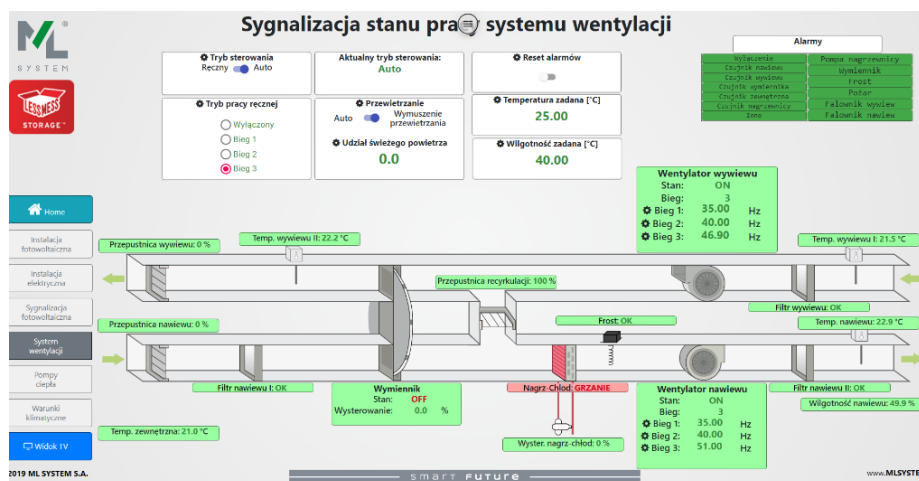 Sygnalizacja stanu pracy systemu wentylacji
ML
SYSTEM
LESSMESS
STORAGE
Tryb sterowania
Ręczny Auto
Aktualny tryb sterowania:
Auto
Reset alarmów
Alarmy
Wyłączenie
Czujnik nawiewu
Czujnik wywiewu
Czujnik wymiennika
Czujnik zewnętrzna
Czujnik nagrzewnicy
Pompa nagrzewnicy
Wymiennik
Frost
Pożar
Falownik wywiew
Falownik nawiew
Tryb pracy ręcznej
Wyłączony
Bieg 1
Bieg 2
Bieg 3
Przewietrzanie
Auto Wymuszenie przewietrzania
Udział świeżego powietrza
0.0
Temperatura zadana [°C]
25.00
Wilgotność zadana [%]
40.00
Wentylator wywiewu
Stan: ON
Bieg: 3
Bieg 1: 35.00 Hz
Bieg 2: 40.00 Hz
Bieg 3: 46.90 Hz
Home
Instalacja
fotowoltaiczna
Instalacja
elektryczna
Sygnalizacja
fotowoltaiczna
System
wentylacji
Pompy
ciepła
Warunki
klimatyczne
Widok TV
Przepustnica wywiewu: 0 %
Temp. wywiewu II: 22.2 °C
Temp. wywiewu I: 21.5 °C
Przepustnica recyrkulacji: 100 %
Filtr wywiewu: OK
Przepustnica nawiewu: 0 %
Frost: OK
Temp. nawiewu: 22.9 °C
Filtr nawiewu I: OK
Wymiennik
Stan: OFF
Wysterowanie: 0.0 %
Nagrz-Chlod: GRZANIE
Wentylator nawiewu
Stan: ON
Bieg: 3
Bieg 1: 35.00 Hz
Bieg 2: 40.00 Hz
Bieg 3: 51.00 Hz
Filtr nawiewu II: OK
Wilgotność nawiewu: 49.9 %
Temp. zewnętrzna: 21.0 °C
Wyster. nagrz-chłod: 0 %
2019 ML SYSTEM S.A.
smart FUTURE
www.MLSYSTE